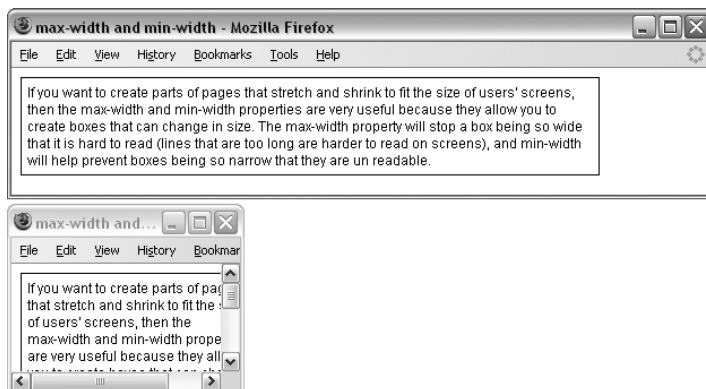 max-width and min-width - Mozilla Firefox
File Edit View History Bookmarks Tools Help
If you want to create parts of pages that stretch and shrink to fit the size of users' screens,
then the max-width and min-width properties are very useful because they allow you to
create boxes that can change in size. The max-width property will stop a box being so wide
that it is hard to read (lines that are too long are harder to read on screens), and min-width
will help prevent boxes being so narrow that they are un readable.
max-width and...
File Edit View History Bookmar
If you want to create parts of pag
that stretch and shrink to fit the
of users' screens, then the
max-width and min-width prope
are very useful because they all